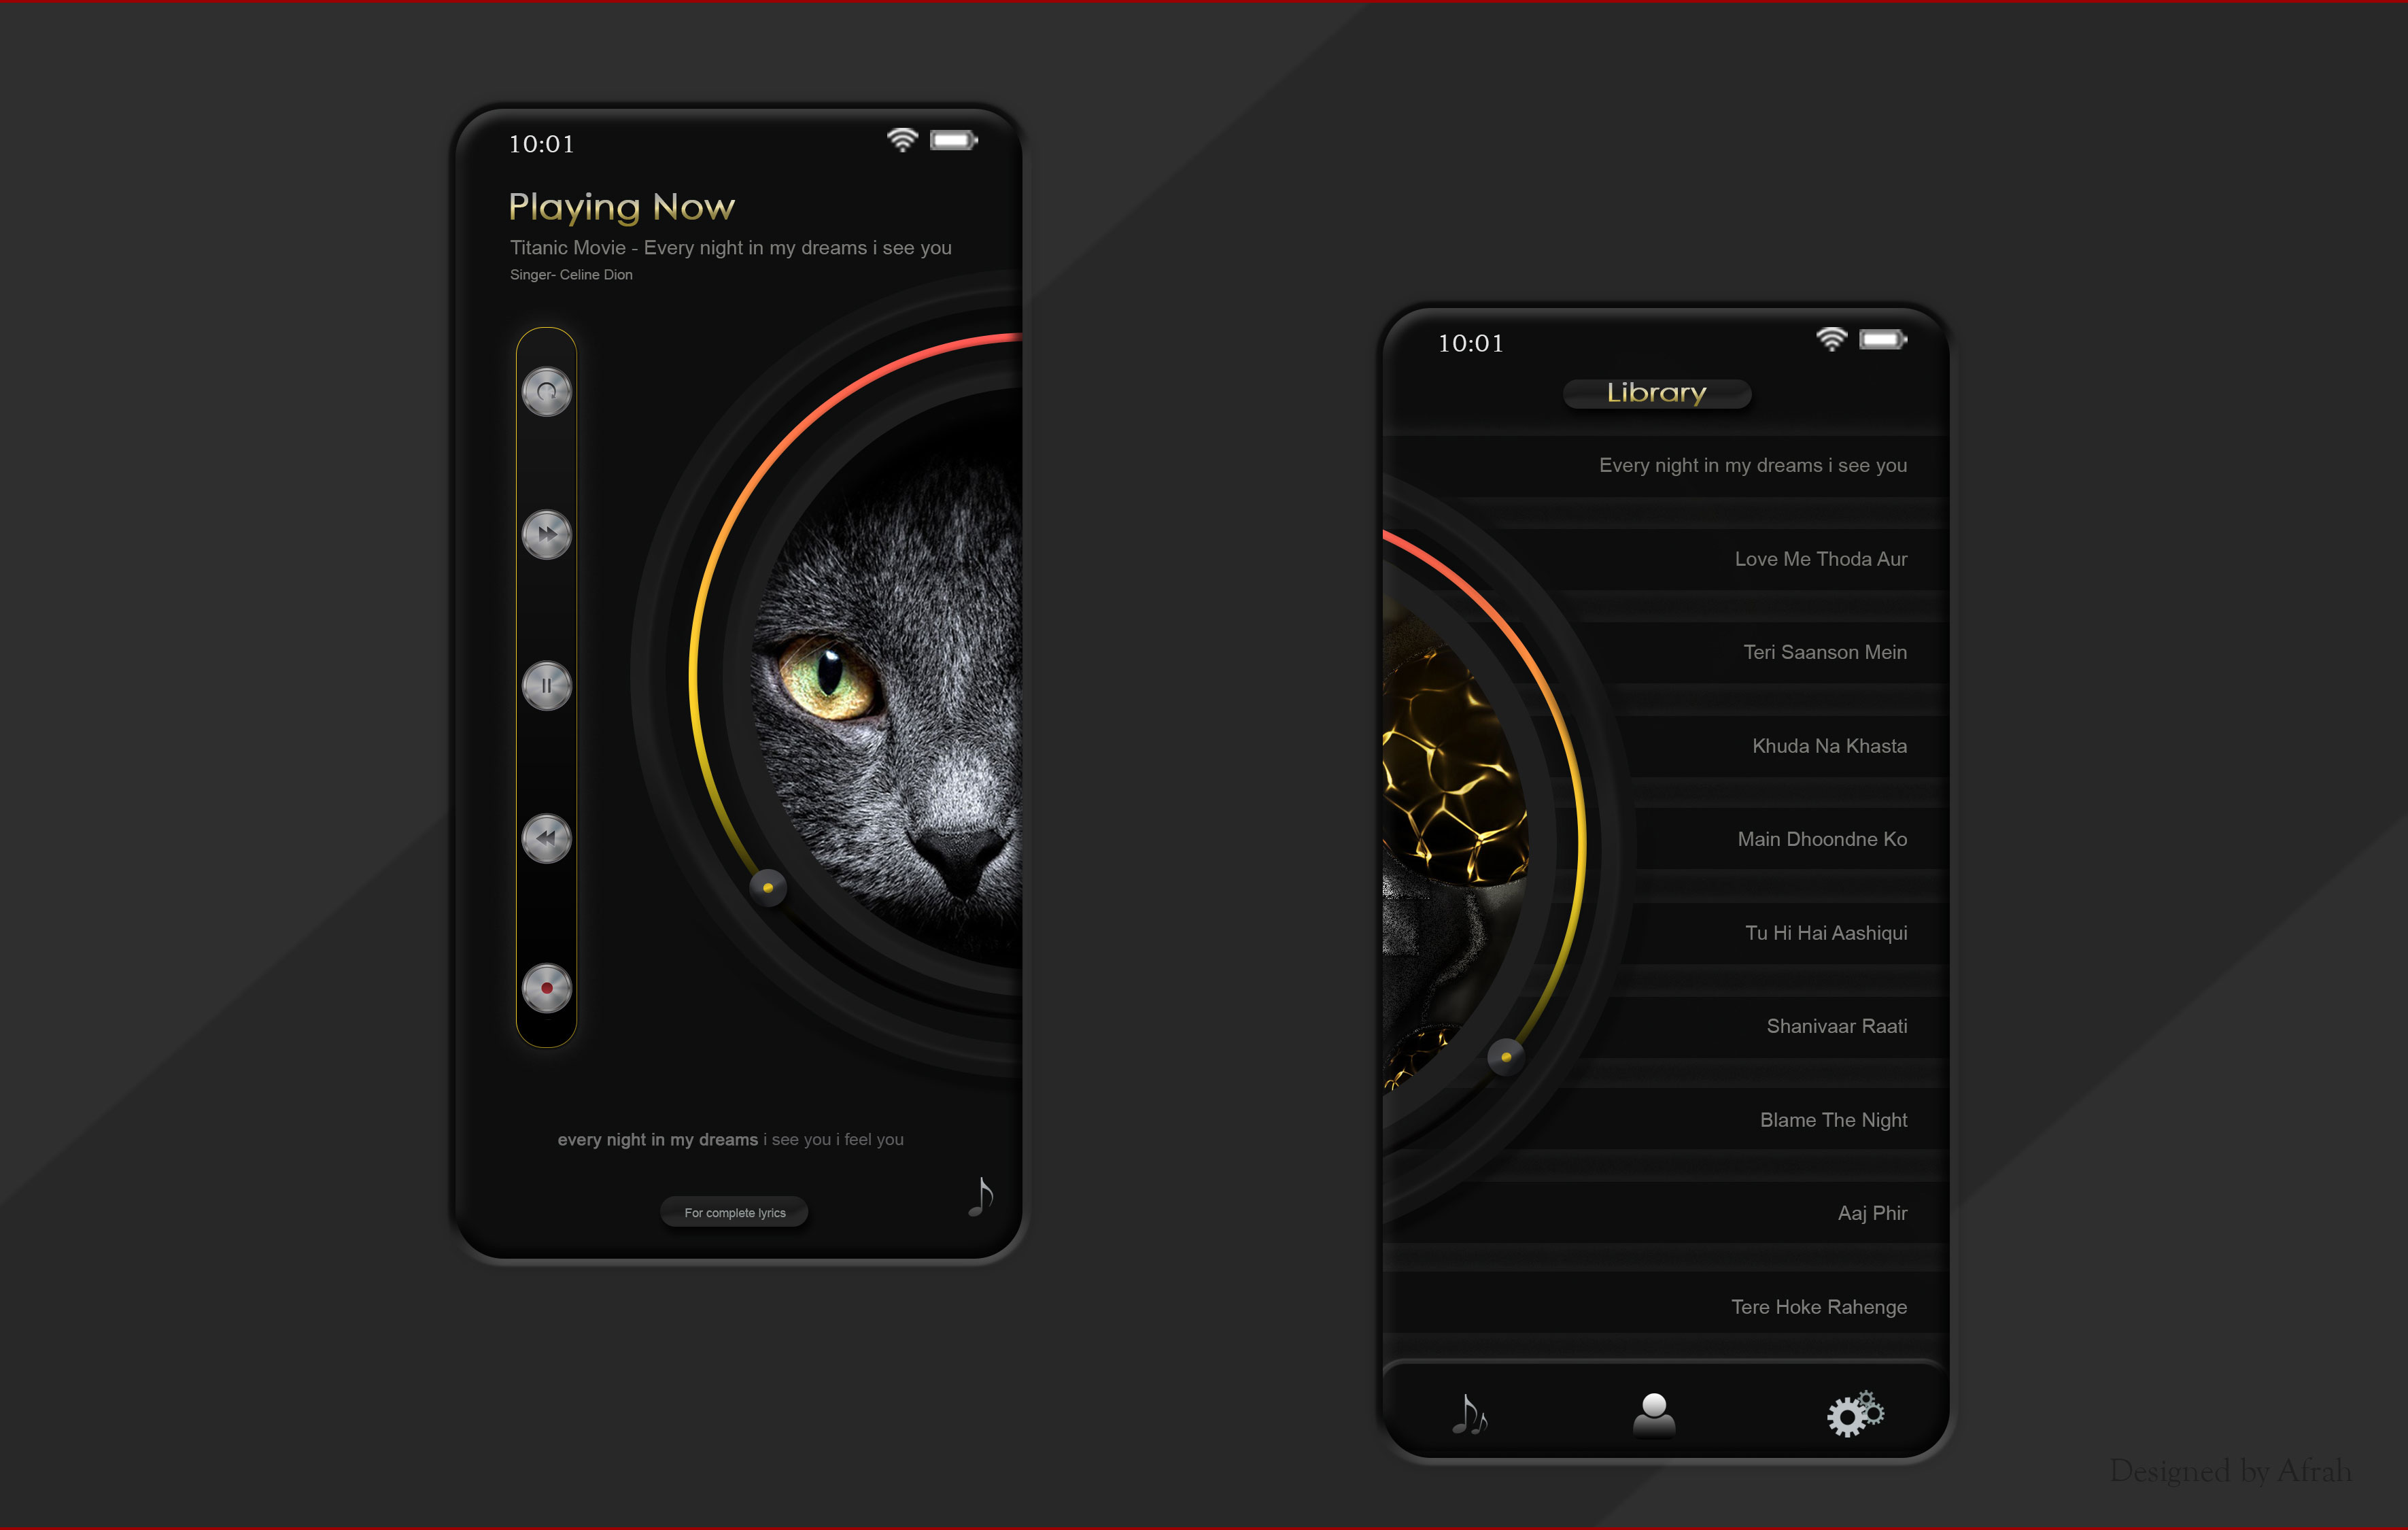 10:01
Playing Now
Titanic Movie - Every night in my dreams i see you
Singer- Celine Dion
every night in my dreams i see you i feel you
For complete lyrics
10:01
Library
Every night in my dreams i see you
Love Me Thoda Aur
Teri Saanson Mein
Khuda Na Khasta
Main Dhoondne Ko
Tu Hi Hai Aashiqui
Shanivaar Raati
Blame The Night
Aaj Phir
Tere Hoke Rahenge
Designed by Afrah